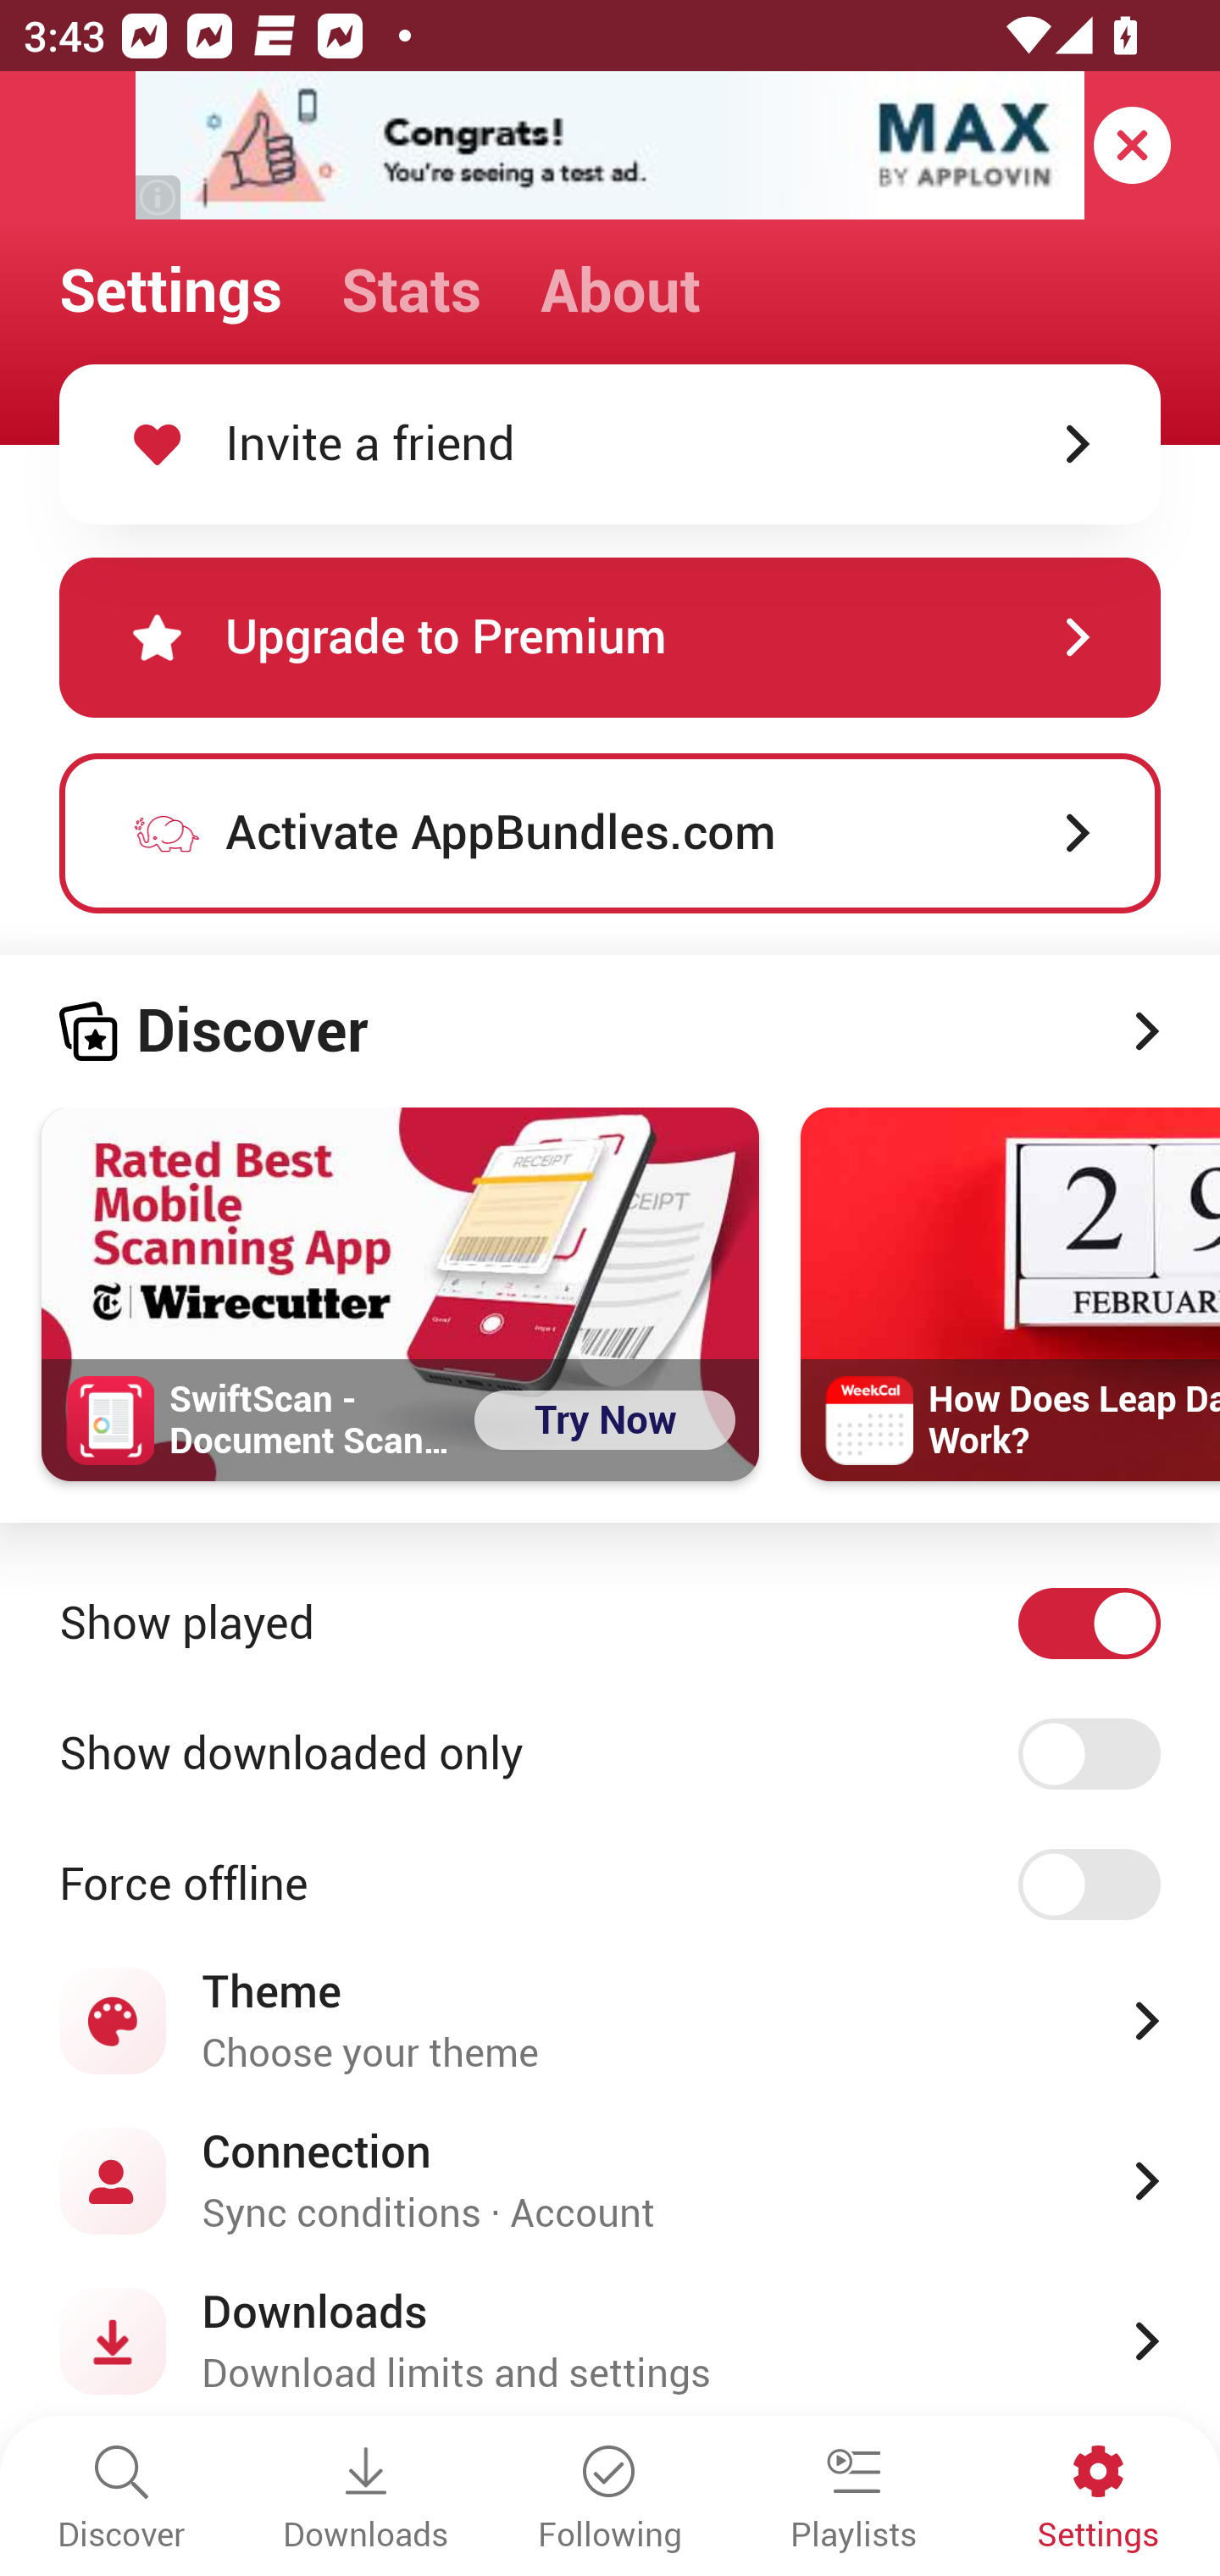 3:43
Congrats!
You're seeing a test ad.
MAX
BY APPLOVIN
Settings
Stats
About
Invite a friend
Upgrade to Premium
Activate AppBundles.com
Discover
Rated Best
Mobile
Scanning App
Wirecutter
RECEIPT
CEIPT
SwiftScan -
Document Scan...
Try Now
2 9
FEBRUAR
WeekCal
How Does Leap Da
Work?
Show played
Show downloaded only
Force offline
Theme
Choose your theme
Connection
Sync conditions · Account
Downloads
Download limits and settings
Discover
Downloads
Following
Playlists
Settings